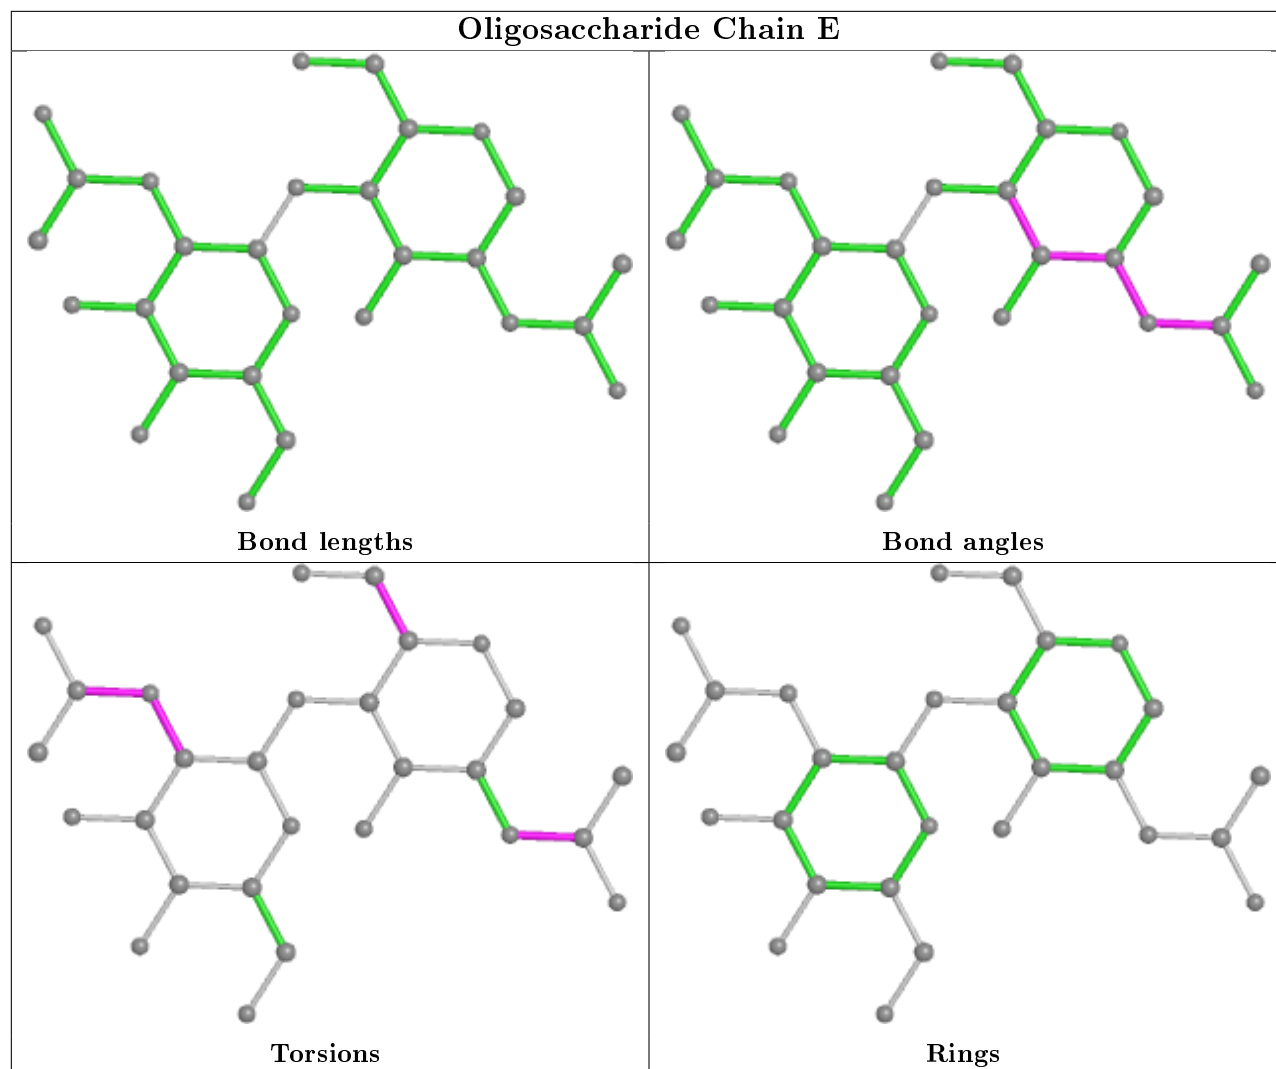 Oligosaccharide Chain E
Bond lengths
Bond angles
Torsions
Rings